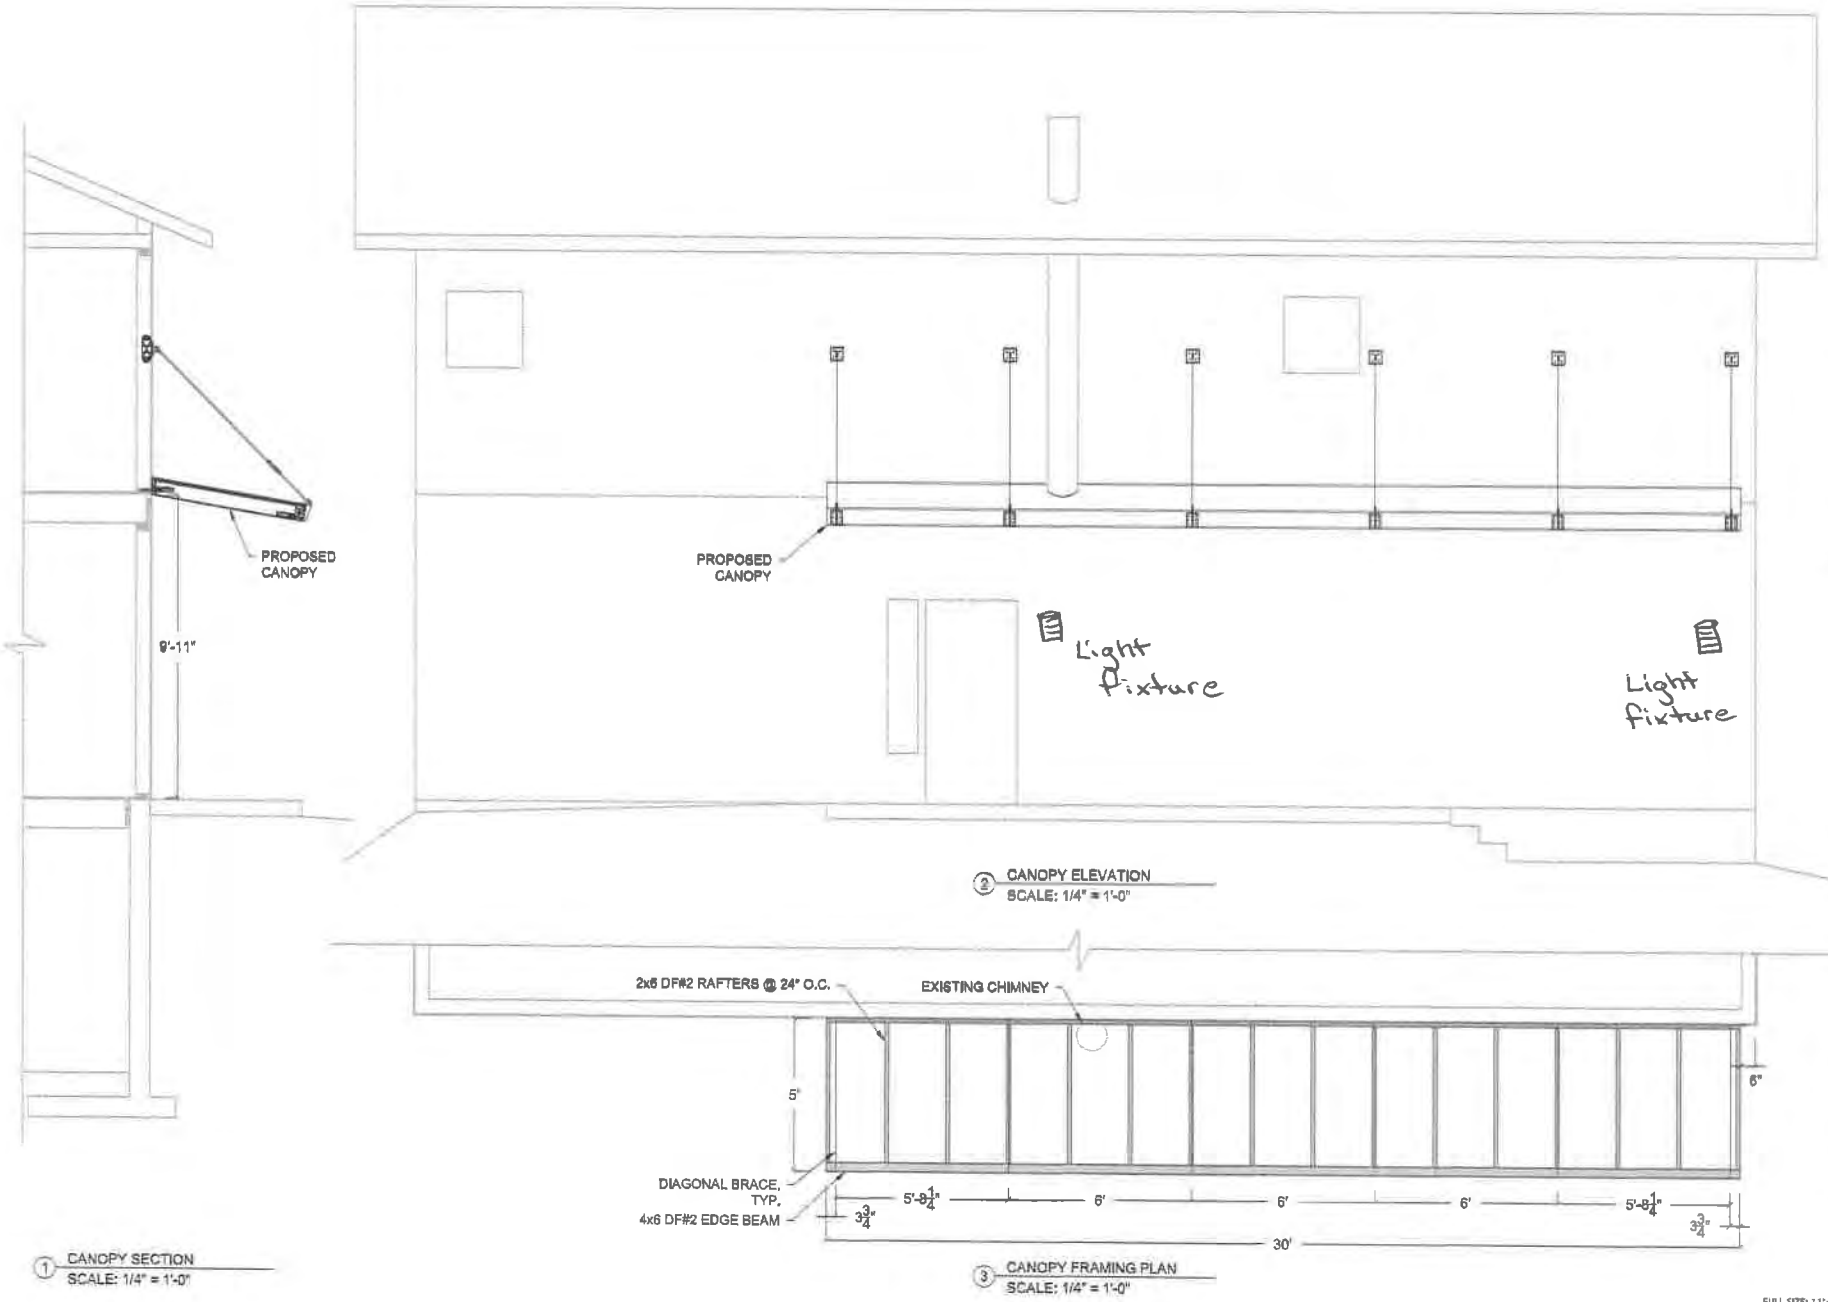 PROPOSED
CANOPY
9'-11"
PROPOSED
CANOPY
Light
fixture
Light
fixture
2 CANOPY ELEVATION
SCALE: 1/4" = 1'-0"
2x6 DF#2 RAFTERS @ 24" O.C.
EXISTING CHIMNEY
5'
6"
DIAGONAL BRACE,
TYP.
4x6 DF#2 EDGE BEAM
3 3/4"
5'-8 1/4"
6'
6'
6'
5'-8 1/4"
3 3/4"
30'
1 CANOPY SECTION
SCALE: 1/4" = 1'-0"
3 CANOPY FRAMING PLAN
SCALE: 1/4" = 1'-0"